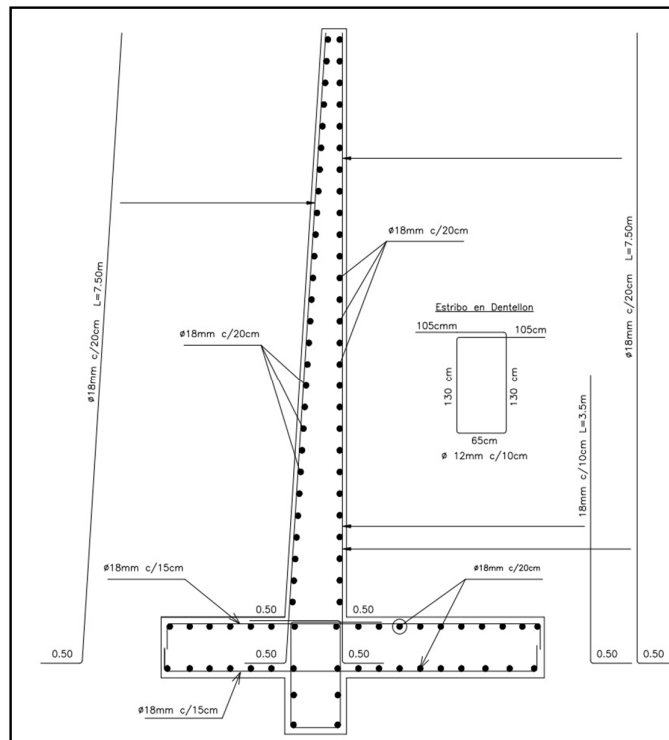 ø18mm c/20cm L=7.50m
ø18mm c/20cm
ø18mm c/20cm
Estribo en Dentellon
105cmm
105cm
130 cm
130 cm
65cm
ø 12mm c/10cm
18mm c/10cm L=3.5m
ø18mm c/20cm L=7.50m
ø18mm c/15cm
0.50
0.50
ø18mm c/20cm
0.50
0.50
0.50
0.50
0.50
ø18mm c/15cm